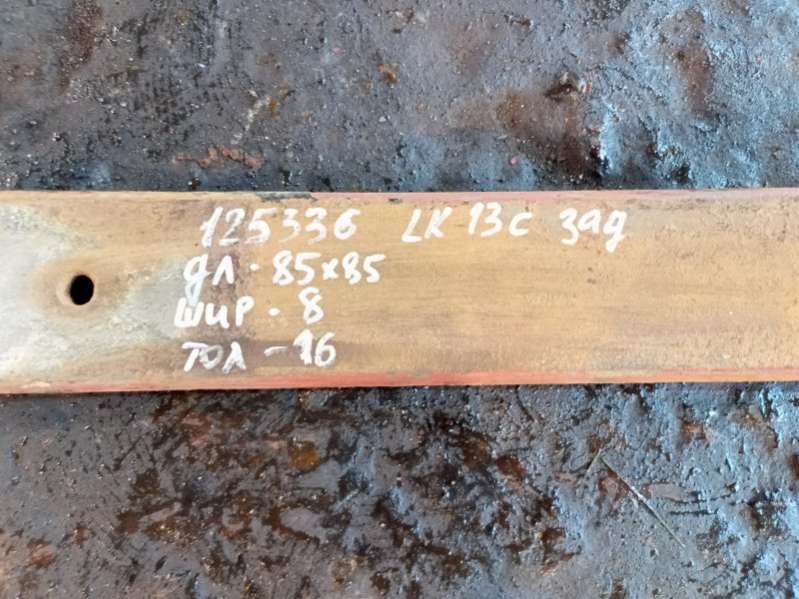 125336 LK 13c зад
дл - 85x85
шир - 8
тол - 16